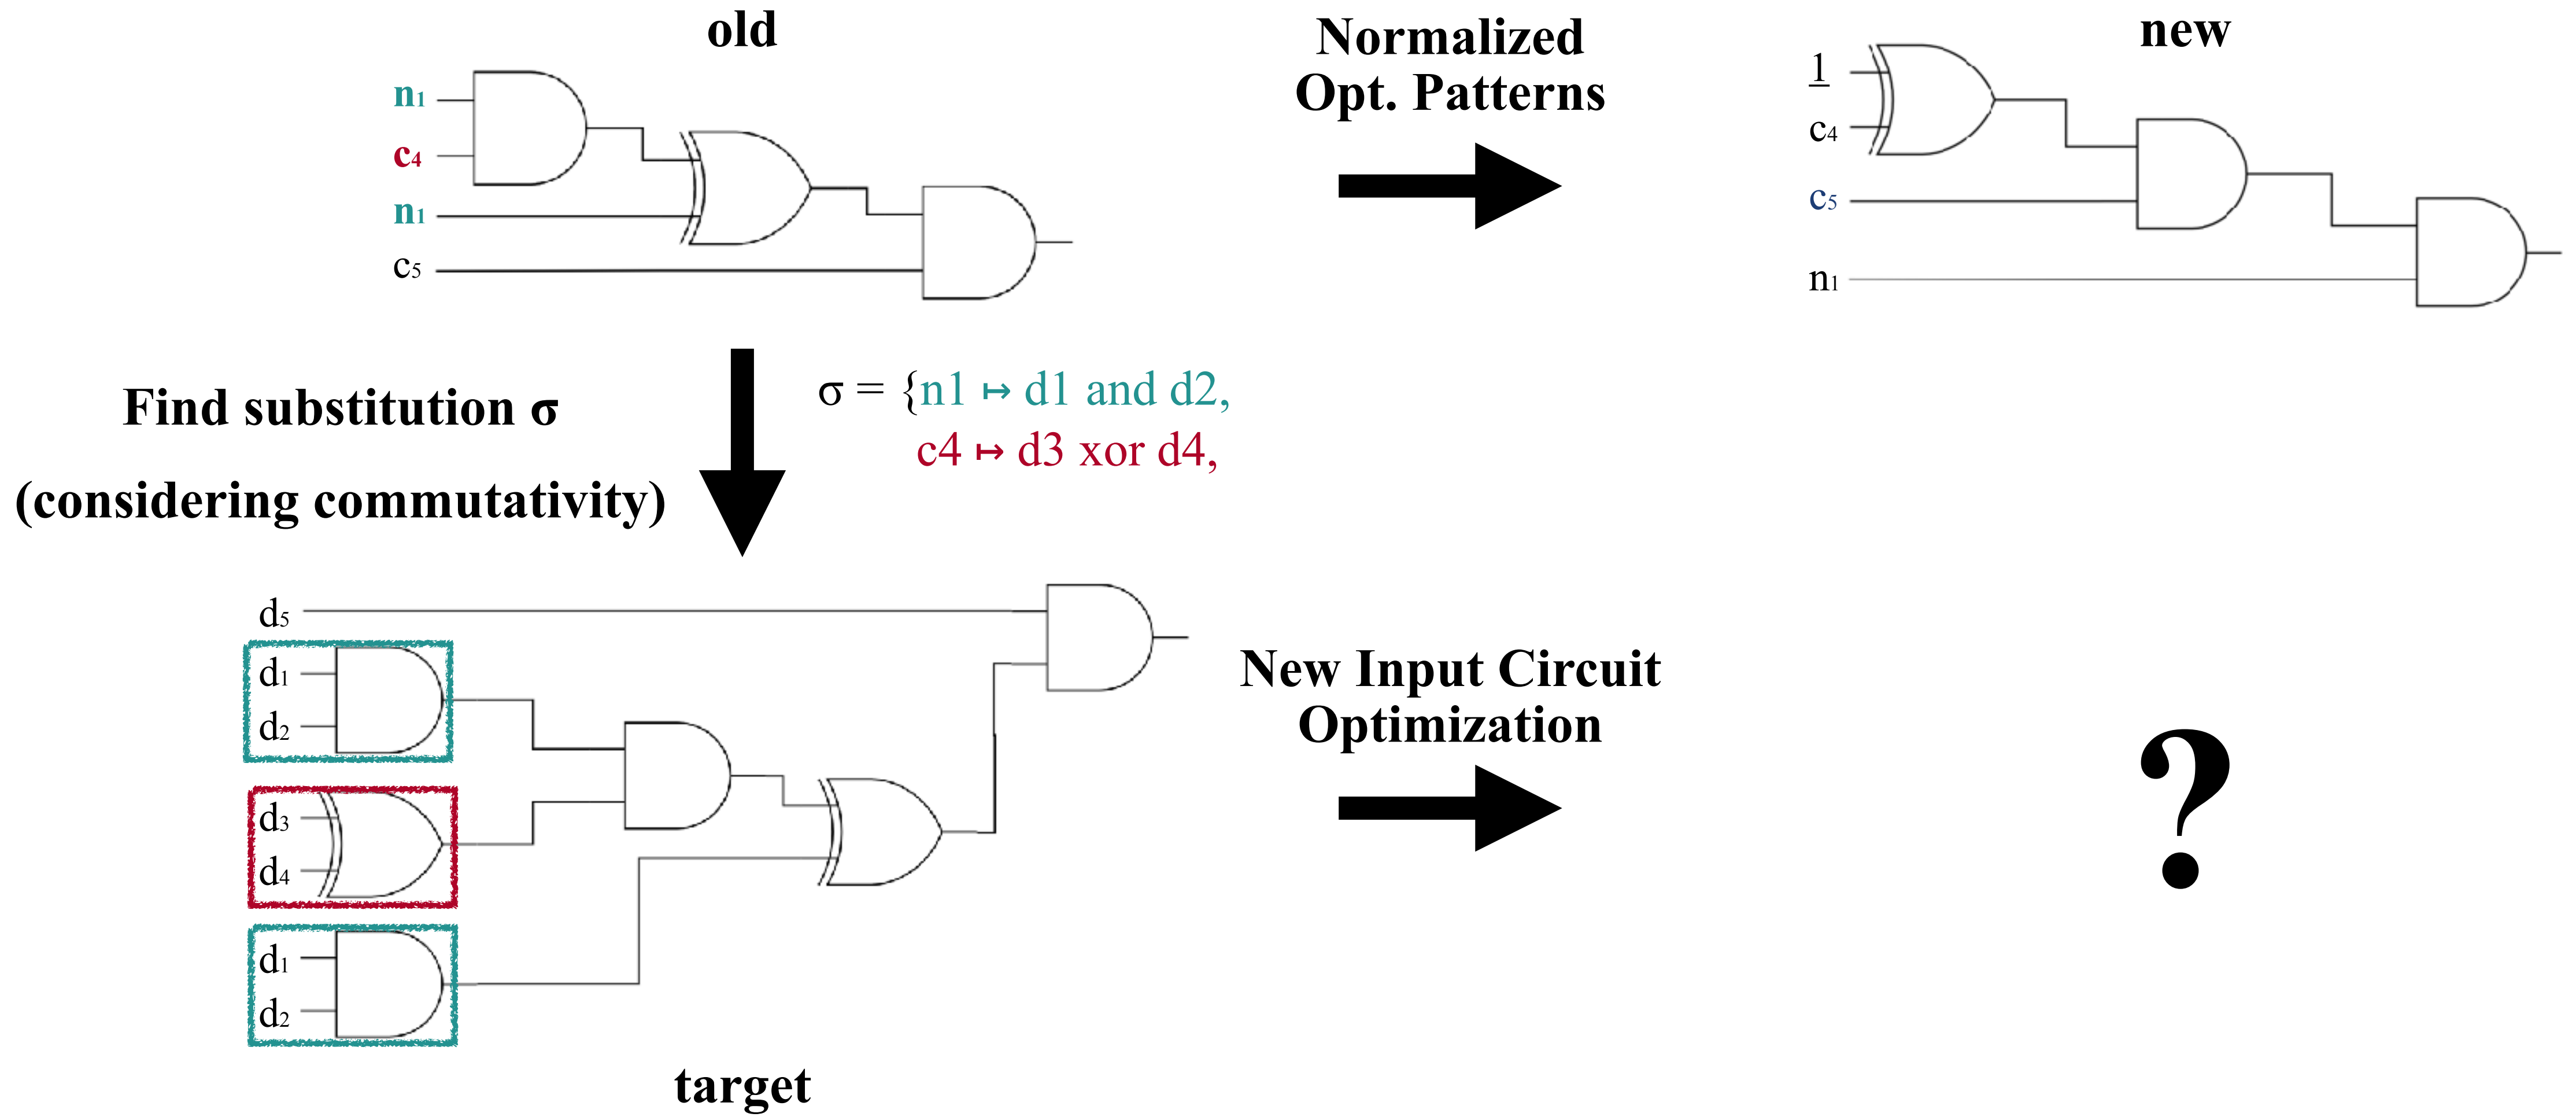 old
n1
c4
n1
c5
Normalized
Opt. Patterns
new
1
c4
c5
n1
Find substitution σ
(considering commutativity)
σ = {n1 ↦ d1 and d2,
c4 ↦ d3 xor d4,
d5
d1
d2
d3
d4
d1
d2
target
New Input Circuit
Optimization
?